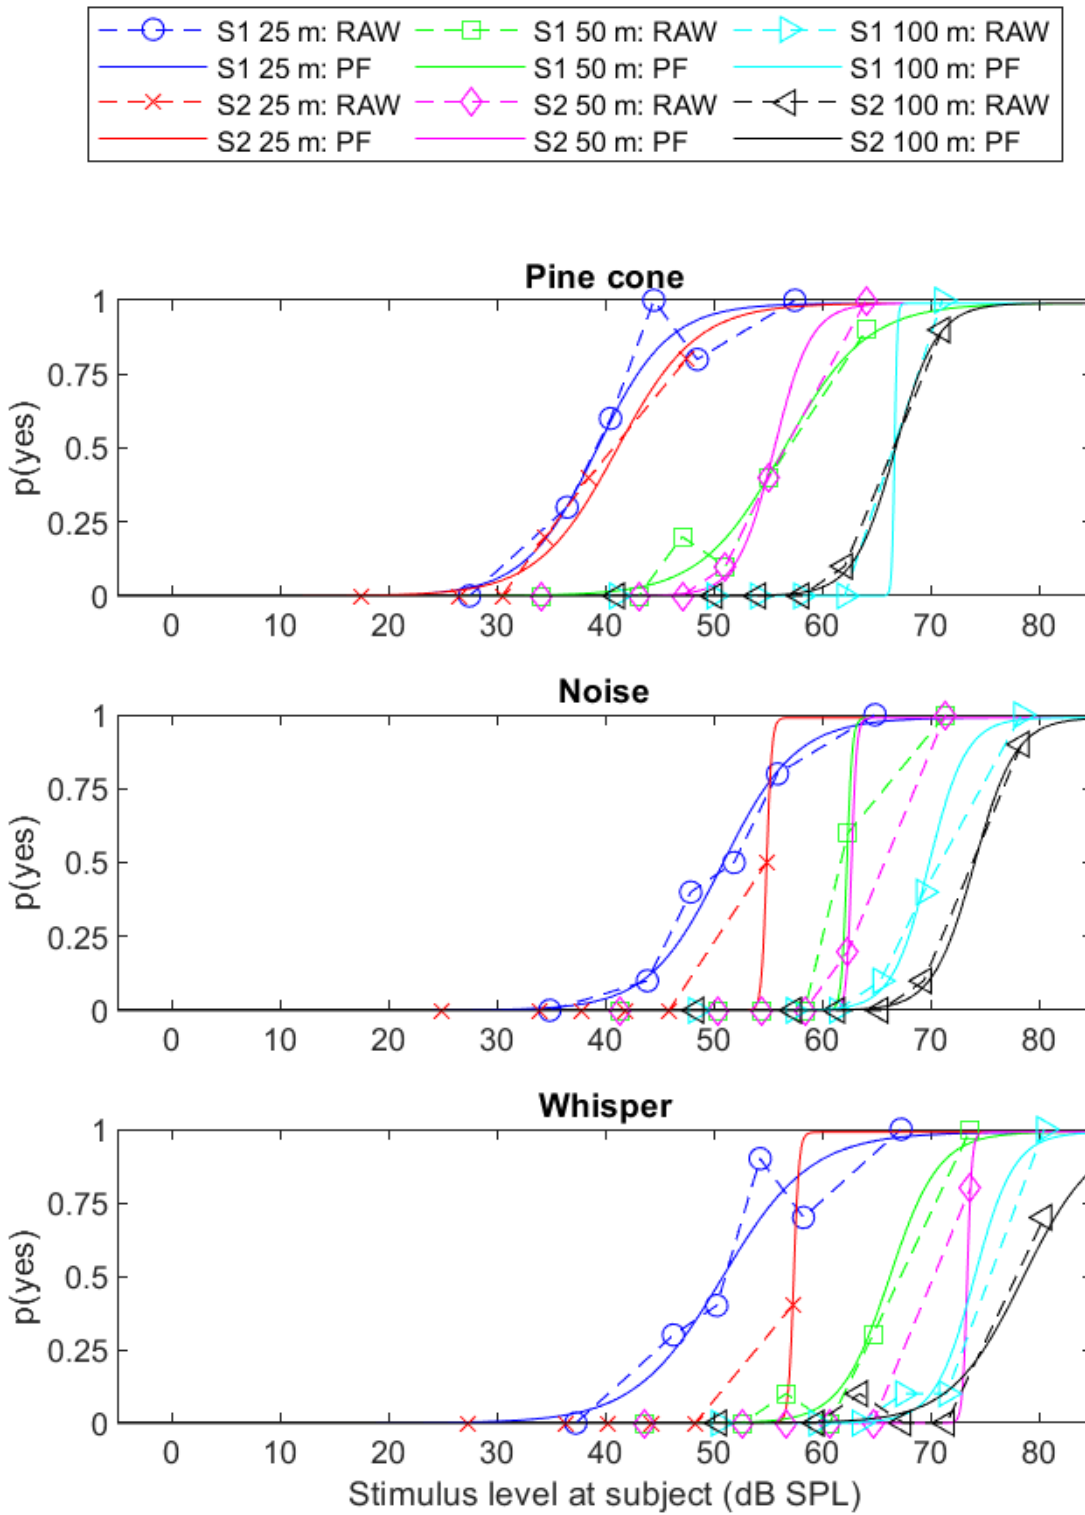 S1 25 m: RAW S1 50 m: RAW S1 100 m: RAW
S1 25 m: PF S1 50 m: PF S1 100 m: PF
S2 25 m: RAW S2 50 m: RAW S2 100 m: RAW
S2 25 m: PF S2 50 m: PF S2 100 m: PF
Pine cone
1
0.75
0.5
0.25
0
p(yes)
0 10 20 30 40 50 60 70 80
Noise
1
0.75
0.5
0.25
0
p(yes)
0 10 20 30 40 50 60 70 80
Whisper
1
0.75
0.5
0.25
0
p(yes)
0 10 20 30 40 50 60 70 80
Stimulus level at subject (dB SPL)